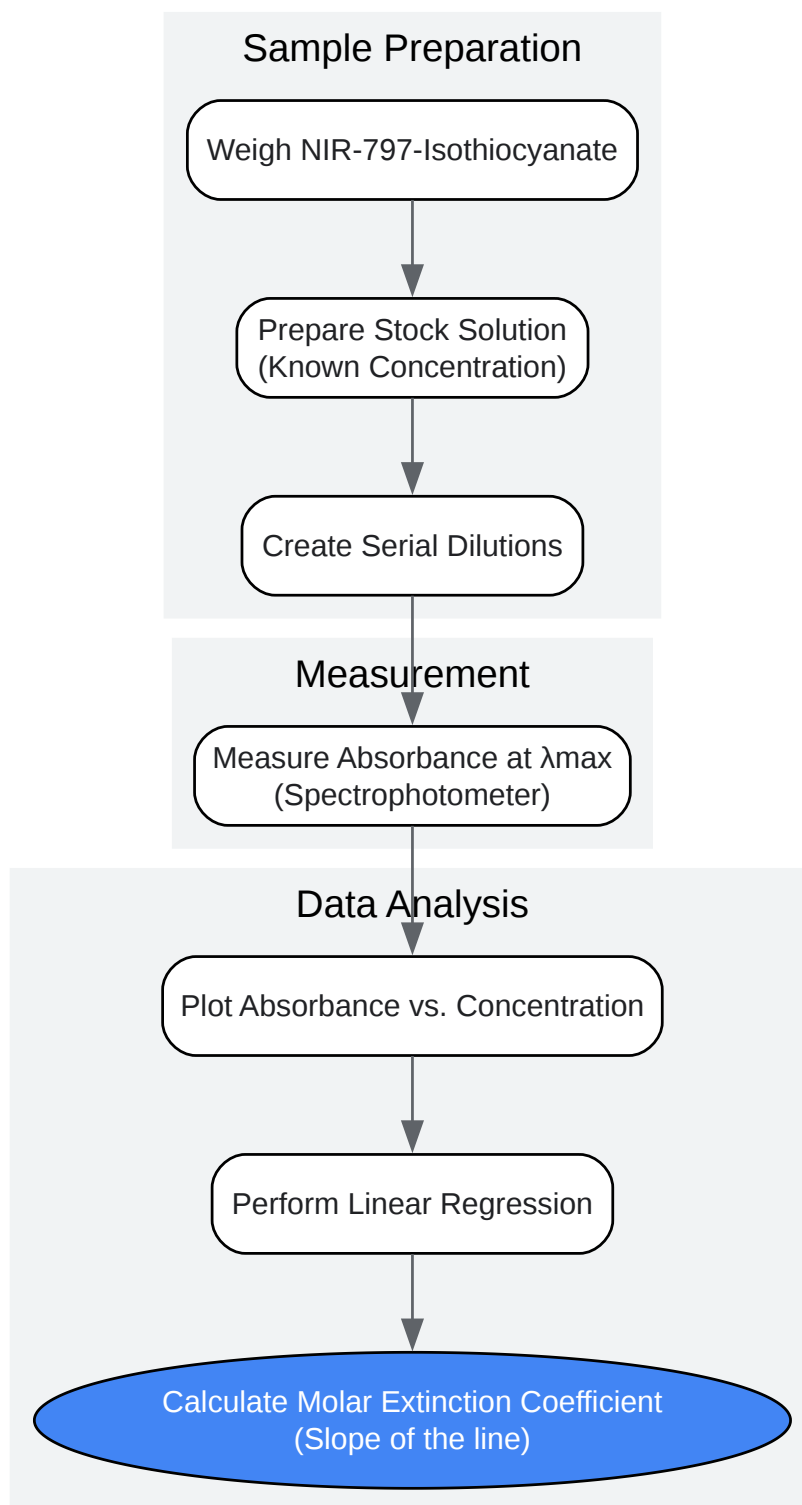 Sample Preparation
Weigh NIR-797-Isothiocyanate
Prepare Stock Solution
(Known Concentration)
Create Serial Dilutions
Measurement
Measure Absorbance at λmax
(Spectrophotometer)
Data Analysis
Plot Absorbance vs. Concentration
Perform Linear Regression
Calculate Molar Extinction Coefficient
(Slope of the line)